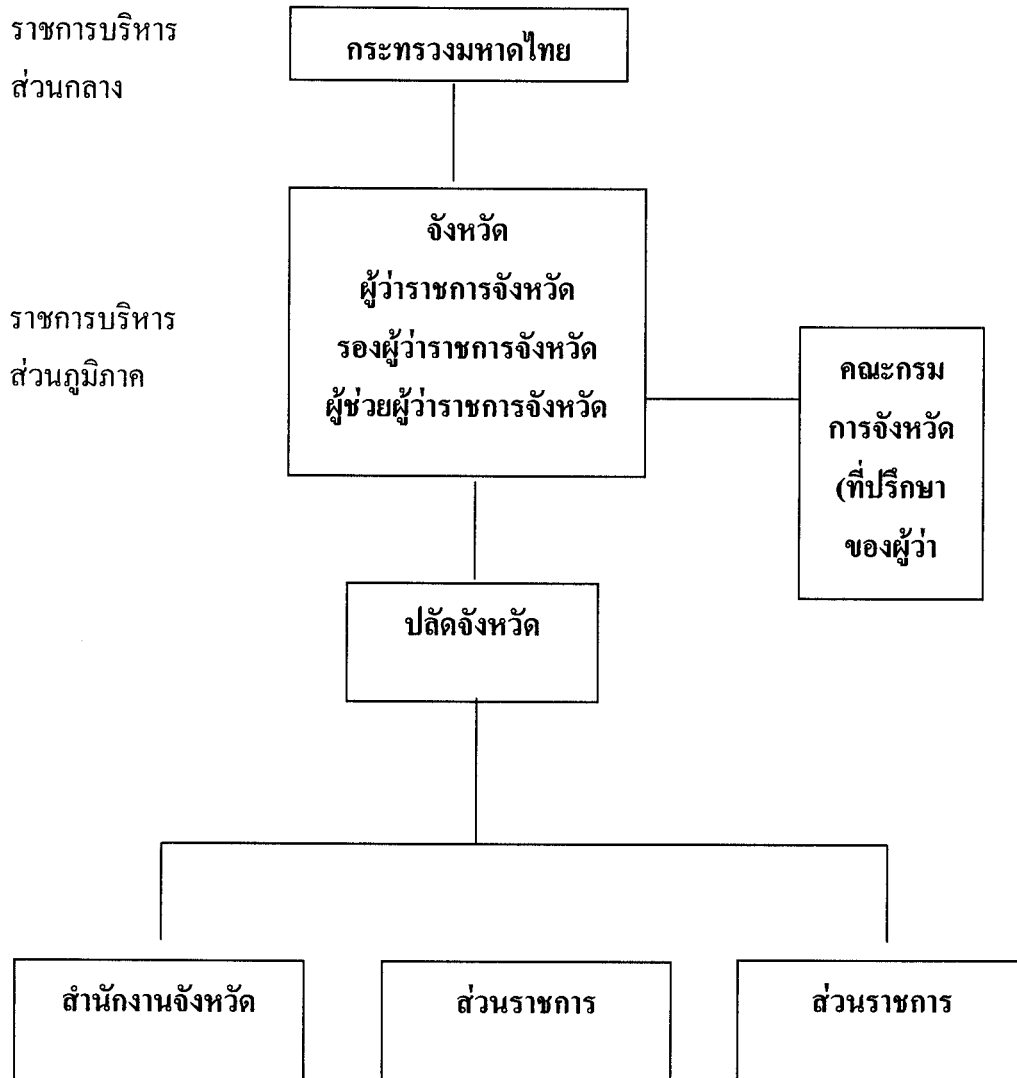 ราชการบริหาร
ส่วนกลาง
กระทรวงมหาดไทย
ราชการบริหาร
ส่วนภูมิภาค
จังหวัด
ผู้ว่าราชการจังหวัด
รองผู้ว่าราชการจังหวัด
ผู้ช่วยผู้ว่าราชการจังหวัด
คณะกรม
การจังหวัด
(ที่ปรึกษา
ของผู้ว่า
ปลัดจังหวัด
สำนักงานจังหวัด
ส่วนราชการ
ส่วนราชการ